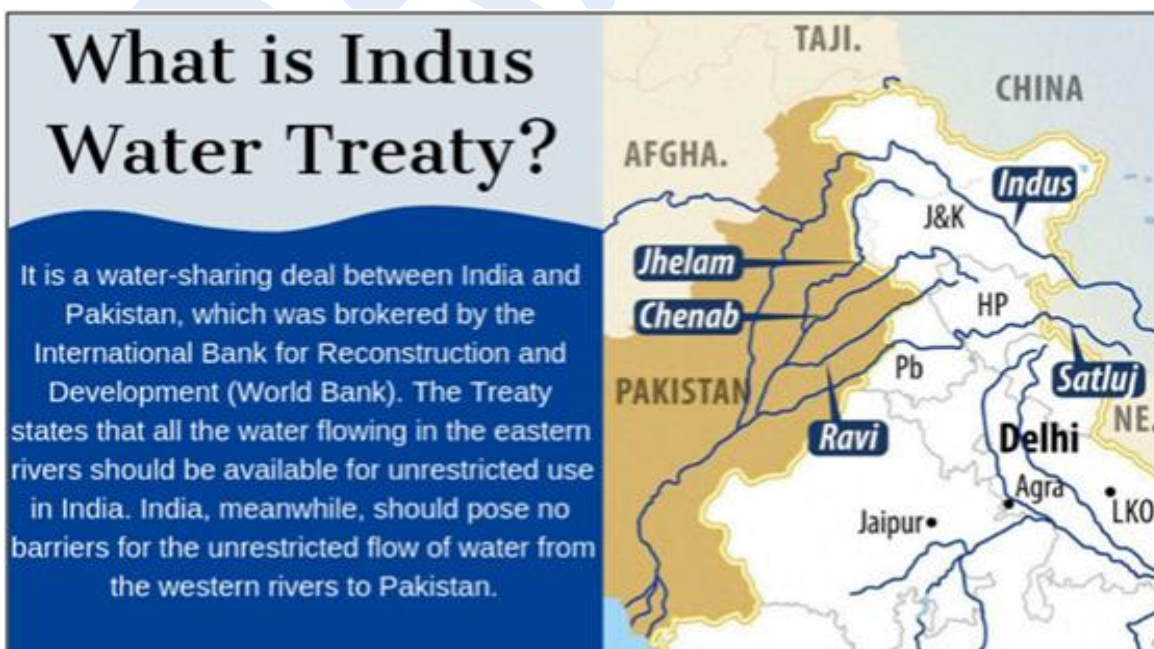 What is Indus
Water Treaty?
It is a water-sharing deal between India and
Pakistan, which was brokered by the
International Bank for Reconstruction and
Development (World Bank). The Treaty
states that all the water flowing in the eastern
rivers should be available for unrestricted use
in India. India, meanwhile, should pose no
barriers for the unrestricted flow of water from
the western rivers to Pakistan.
TAJI.
CHINA
AFGHA.
Indus
J&K
Jhelam
Chenab
HP
PAKISTAN
Pb
Satluj
NE.
Ravi
Delhi
Agra
LKO
Jaipur